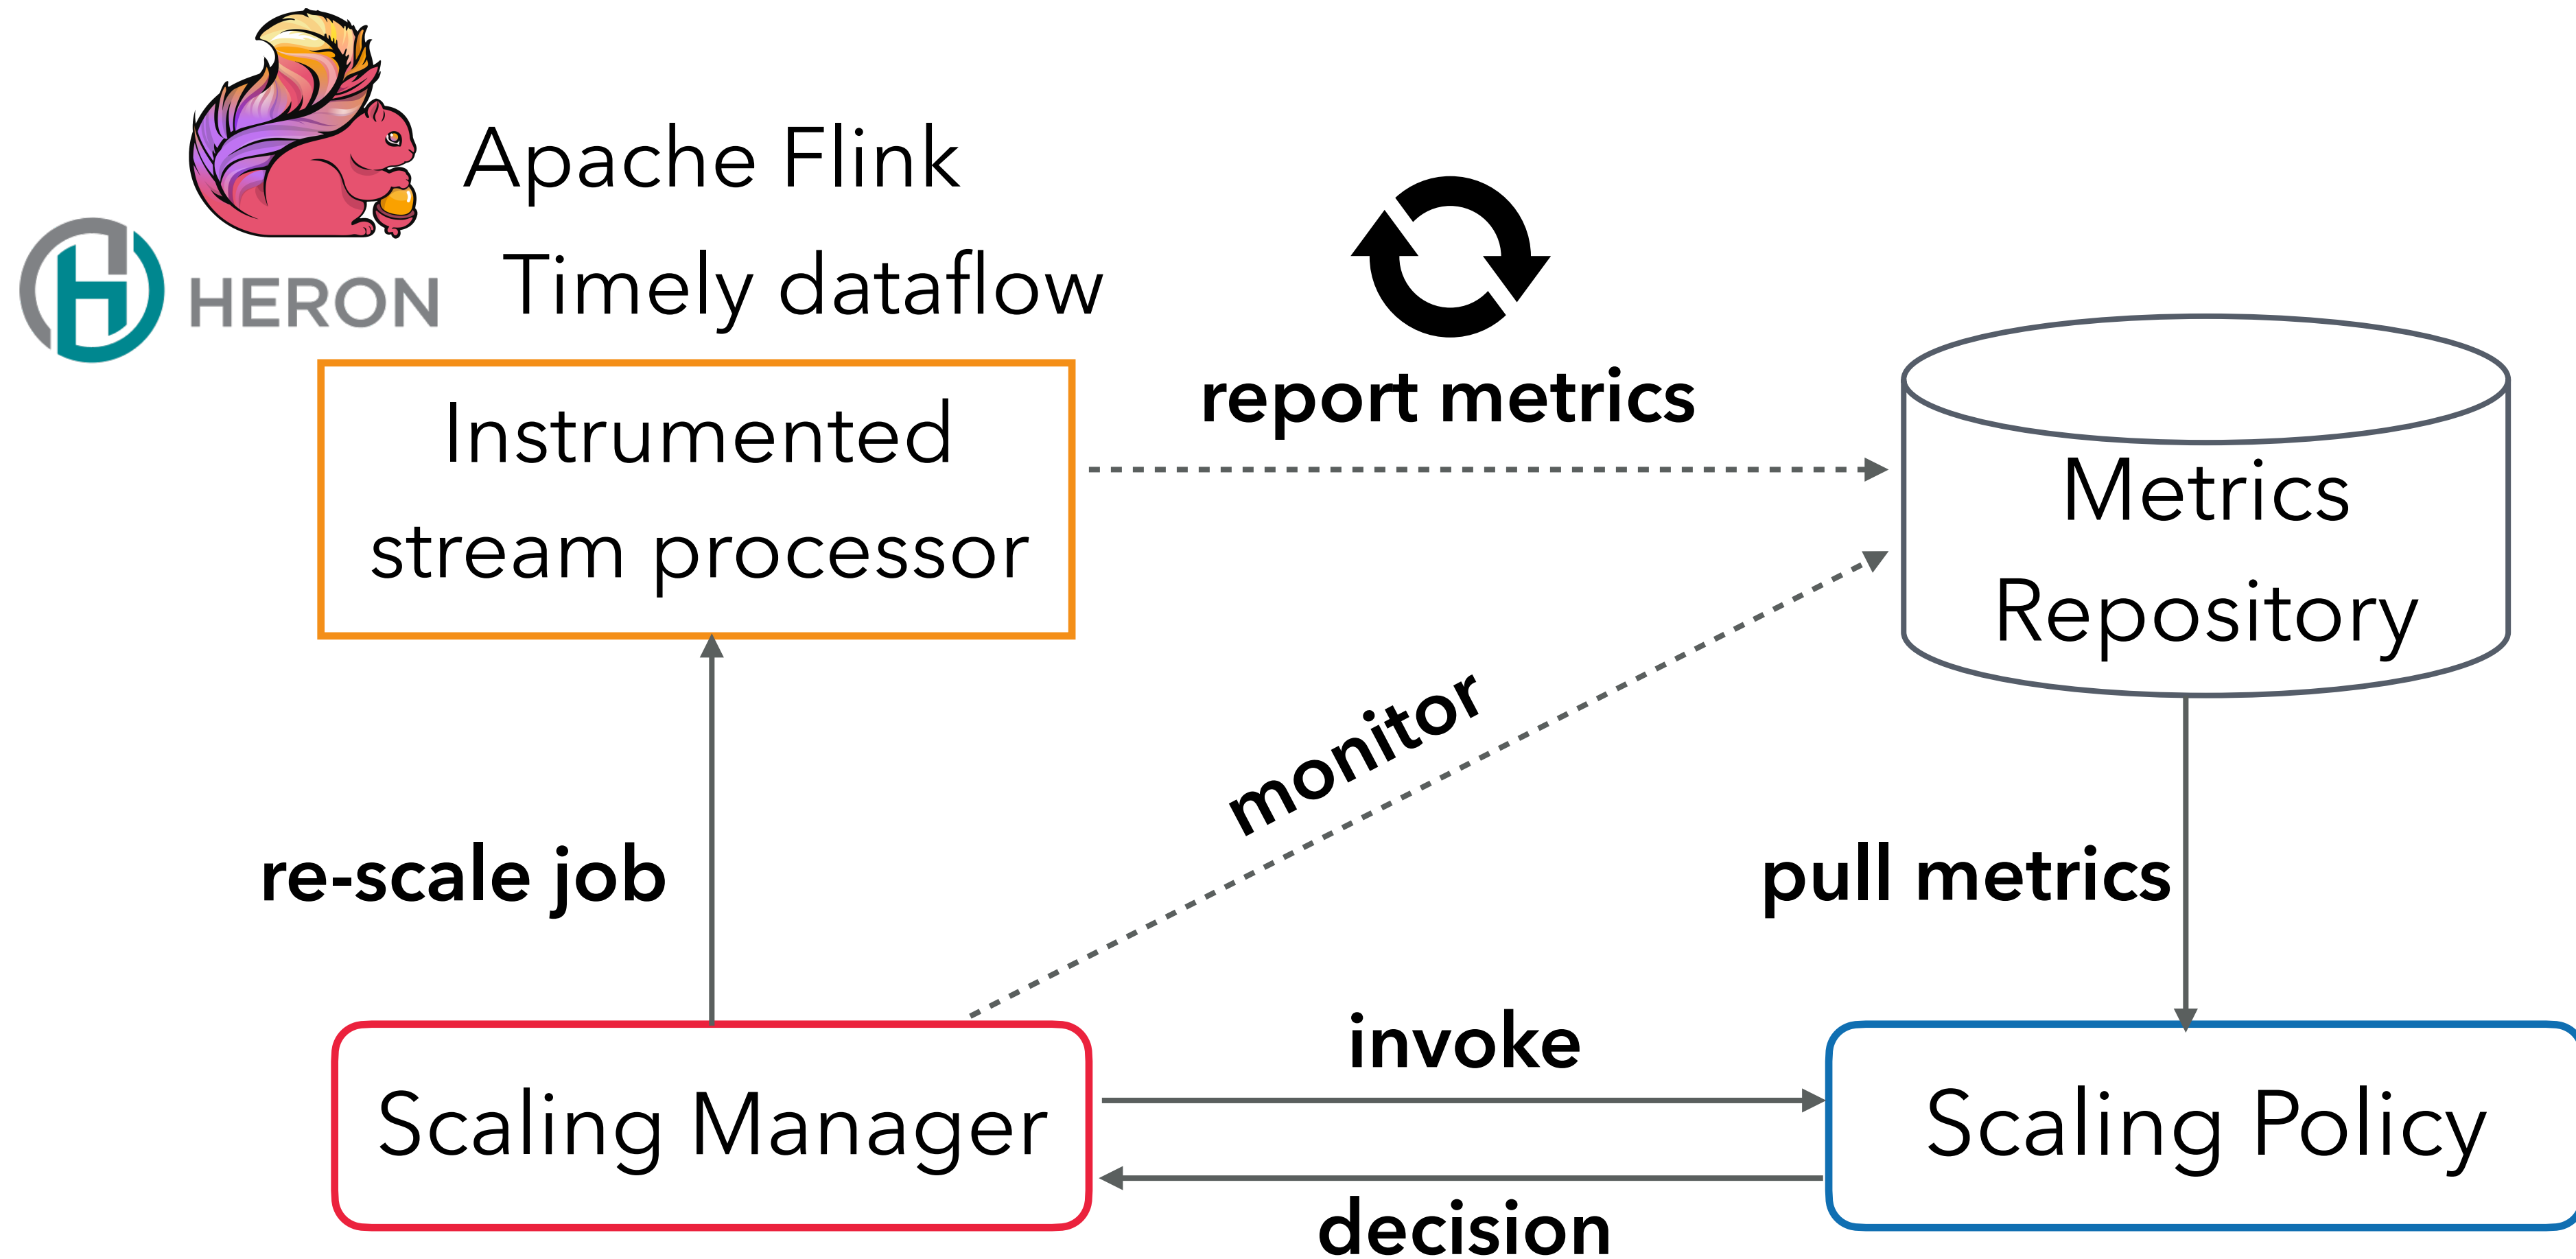 Apache Flink
HERON
Timely dataflow
Instrumented
stream processor
report metrics
Metrics
Repository
monitor
re-scale job
pull metrics
invoke
Scaling Manager
Scaling Policy
decision